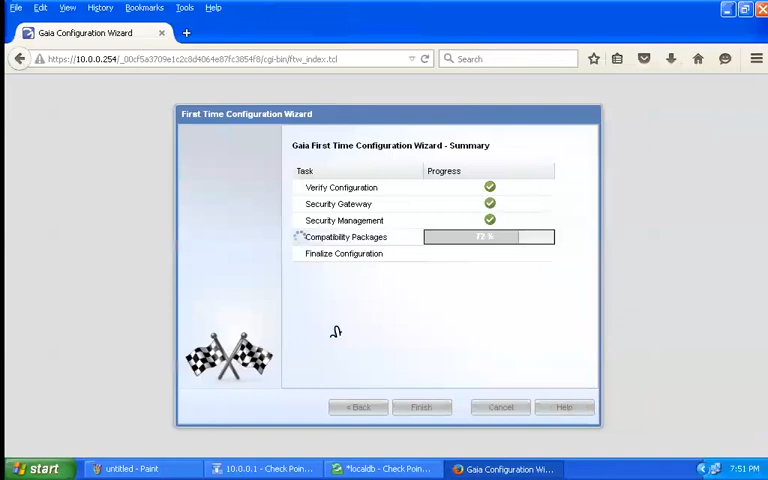 File Edit View History Bookmarks Tools Help
Gaia Configuration Wizard
https://10.0.0.254/_00cf5a3709e1c2c8d4064e87fc3854f8/cgi-bin/ftw_index.tcl
Search
First Time Configuration Wizard
Gaia First Time Configuration Wizard - Summary
Task Progress
Verify Configuration
Security Gateway
Security Management
Compatibility Packages 72 %
Finalize Configuration
< Back Finish Cancel Help
start untitled - Paint 10.0.0.1 - Check Poin... *localdb - Check Poin... Gaia Configuration Wi... 7:51 PM